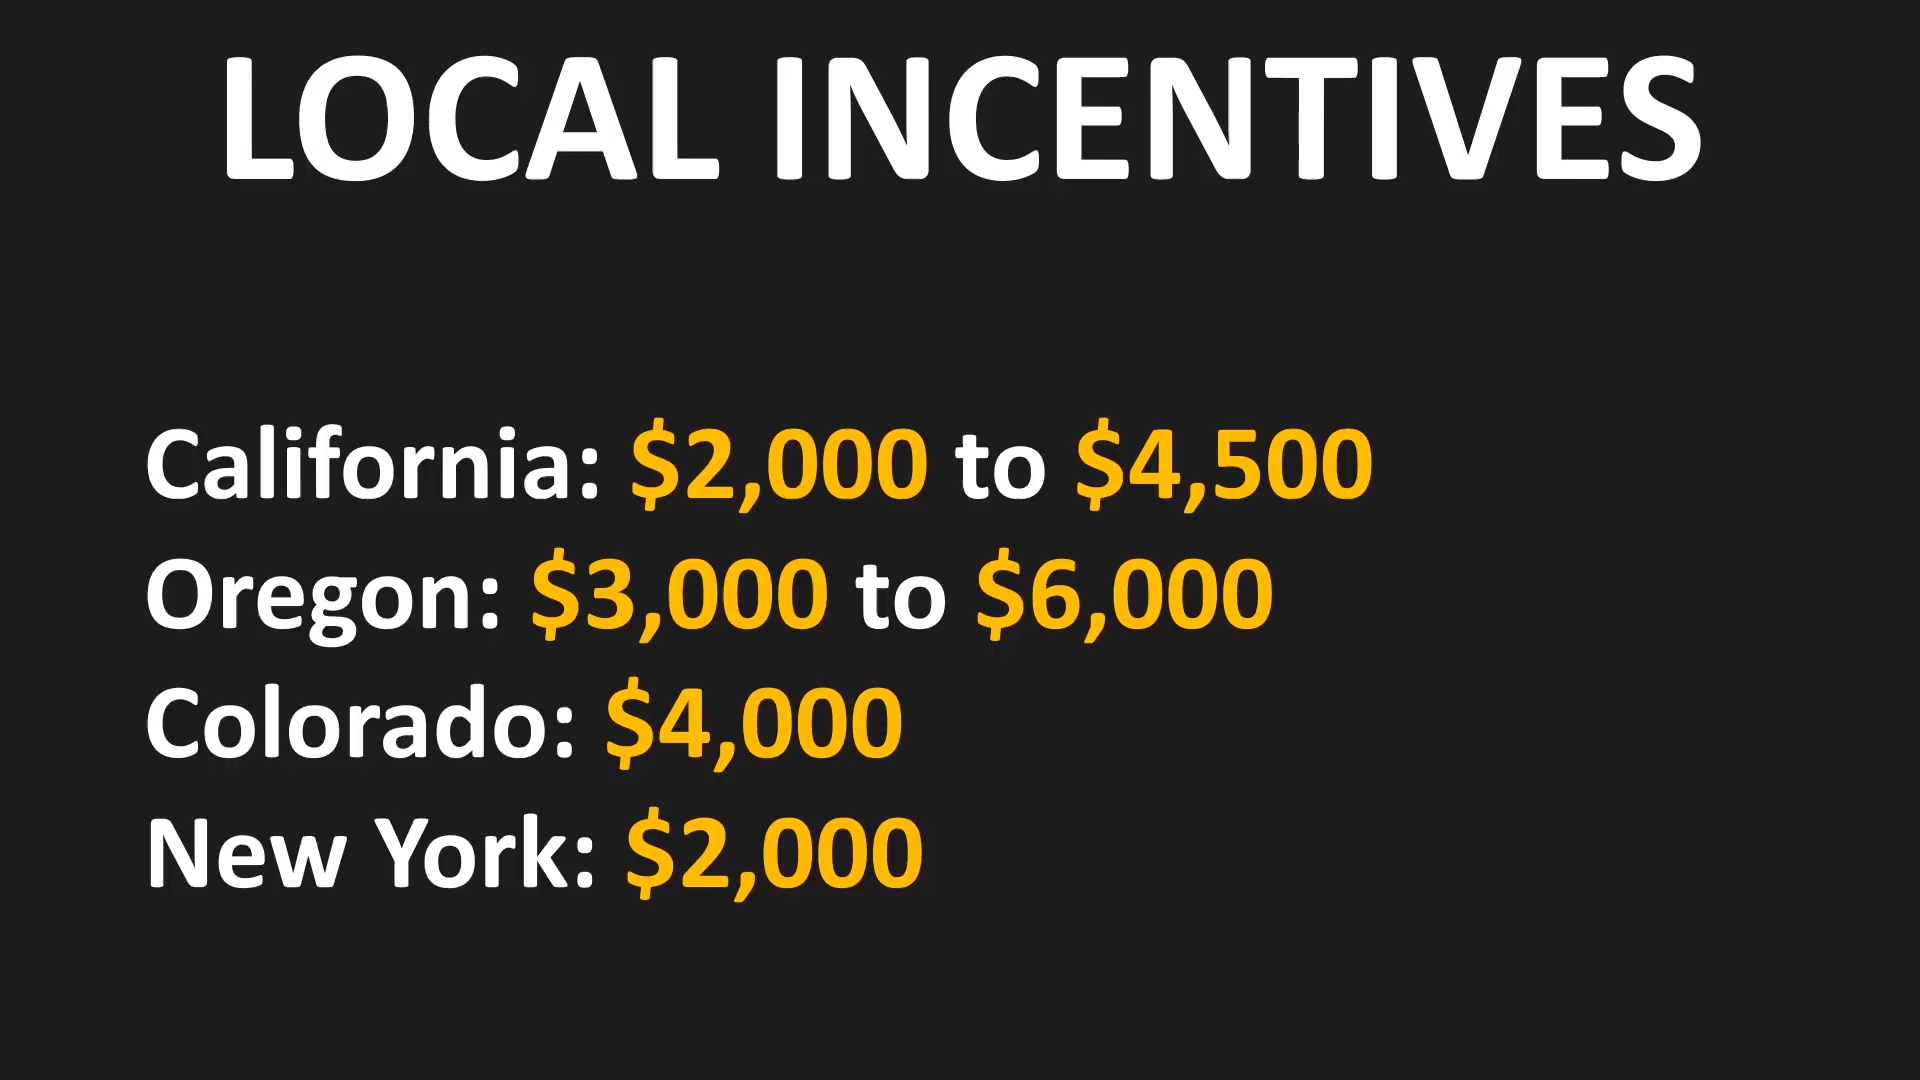 LOCAL INCENTIVES
California: $2,000 to $4,500
Oregon: $3,000 to $6,000
Colorado: $4,000
New York: $2,000